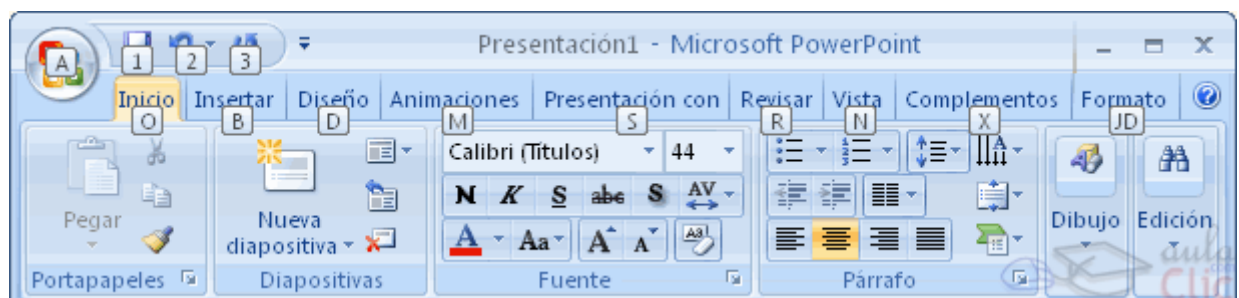 Presentación1 - Microsoft PowerPoint
A 1 2 3
Inicio Insertar Diseño Animaciones Presentación con Revisar Vista Complementos Formato
O B D M S R N X JD
Calibri (Títulos) 44
N K S abc S AV
Pegar
Nueva
diapositiva
Dibujo Edición
A Aa A A Aa
Portapapeles Diapositivas Fuente Párrafo
aula
Clic